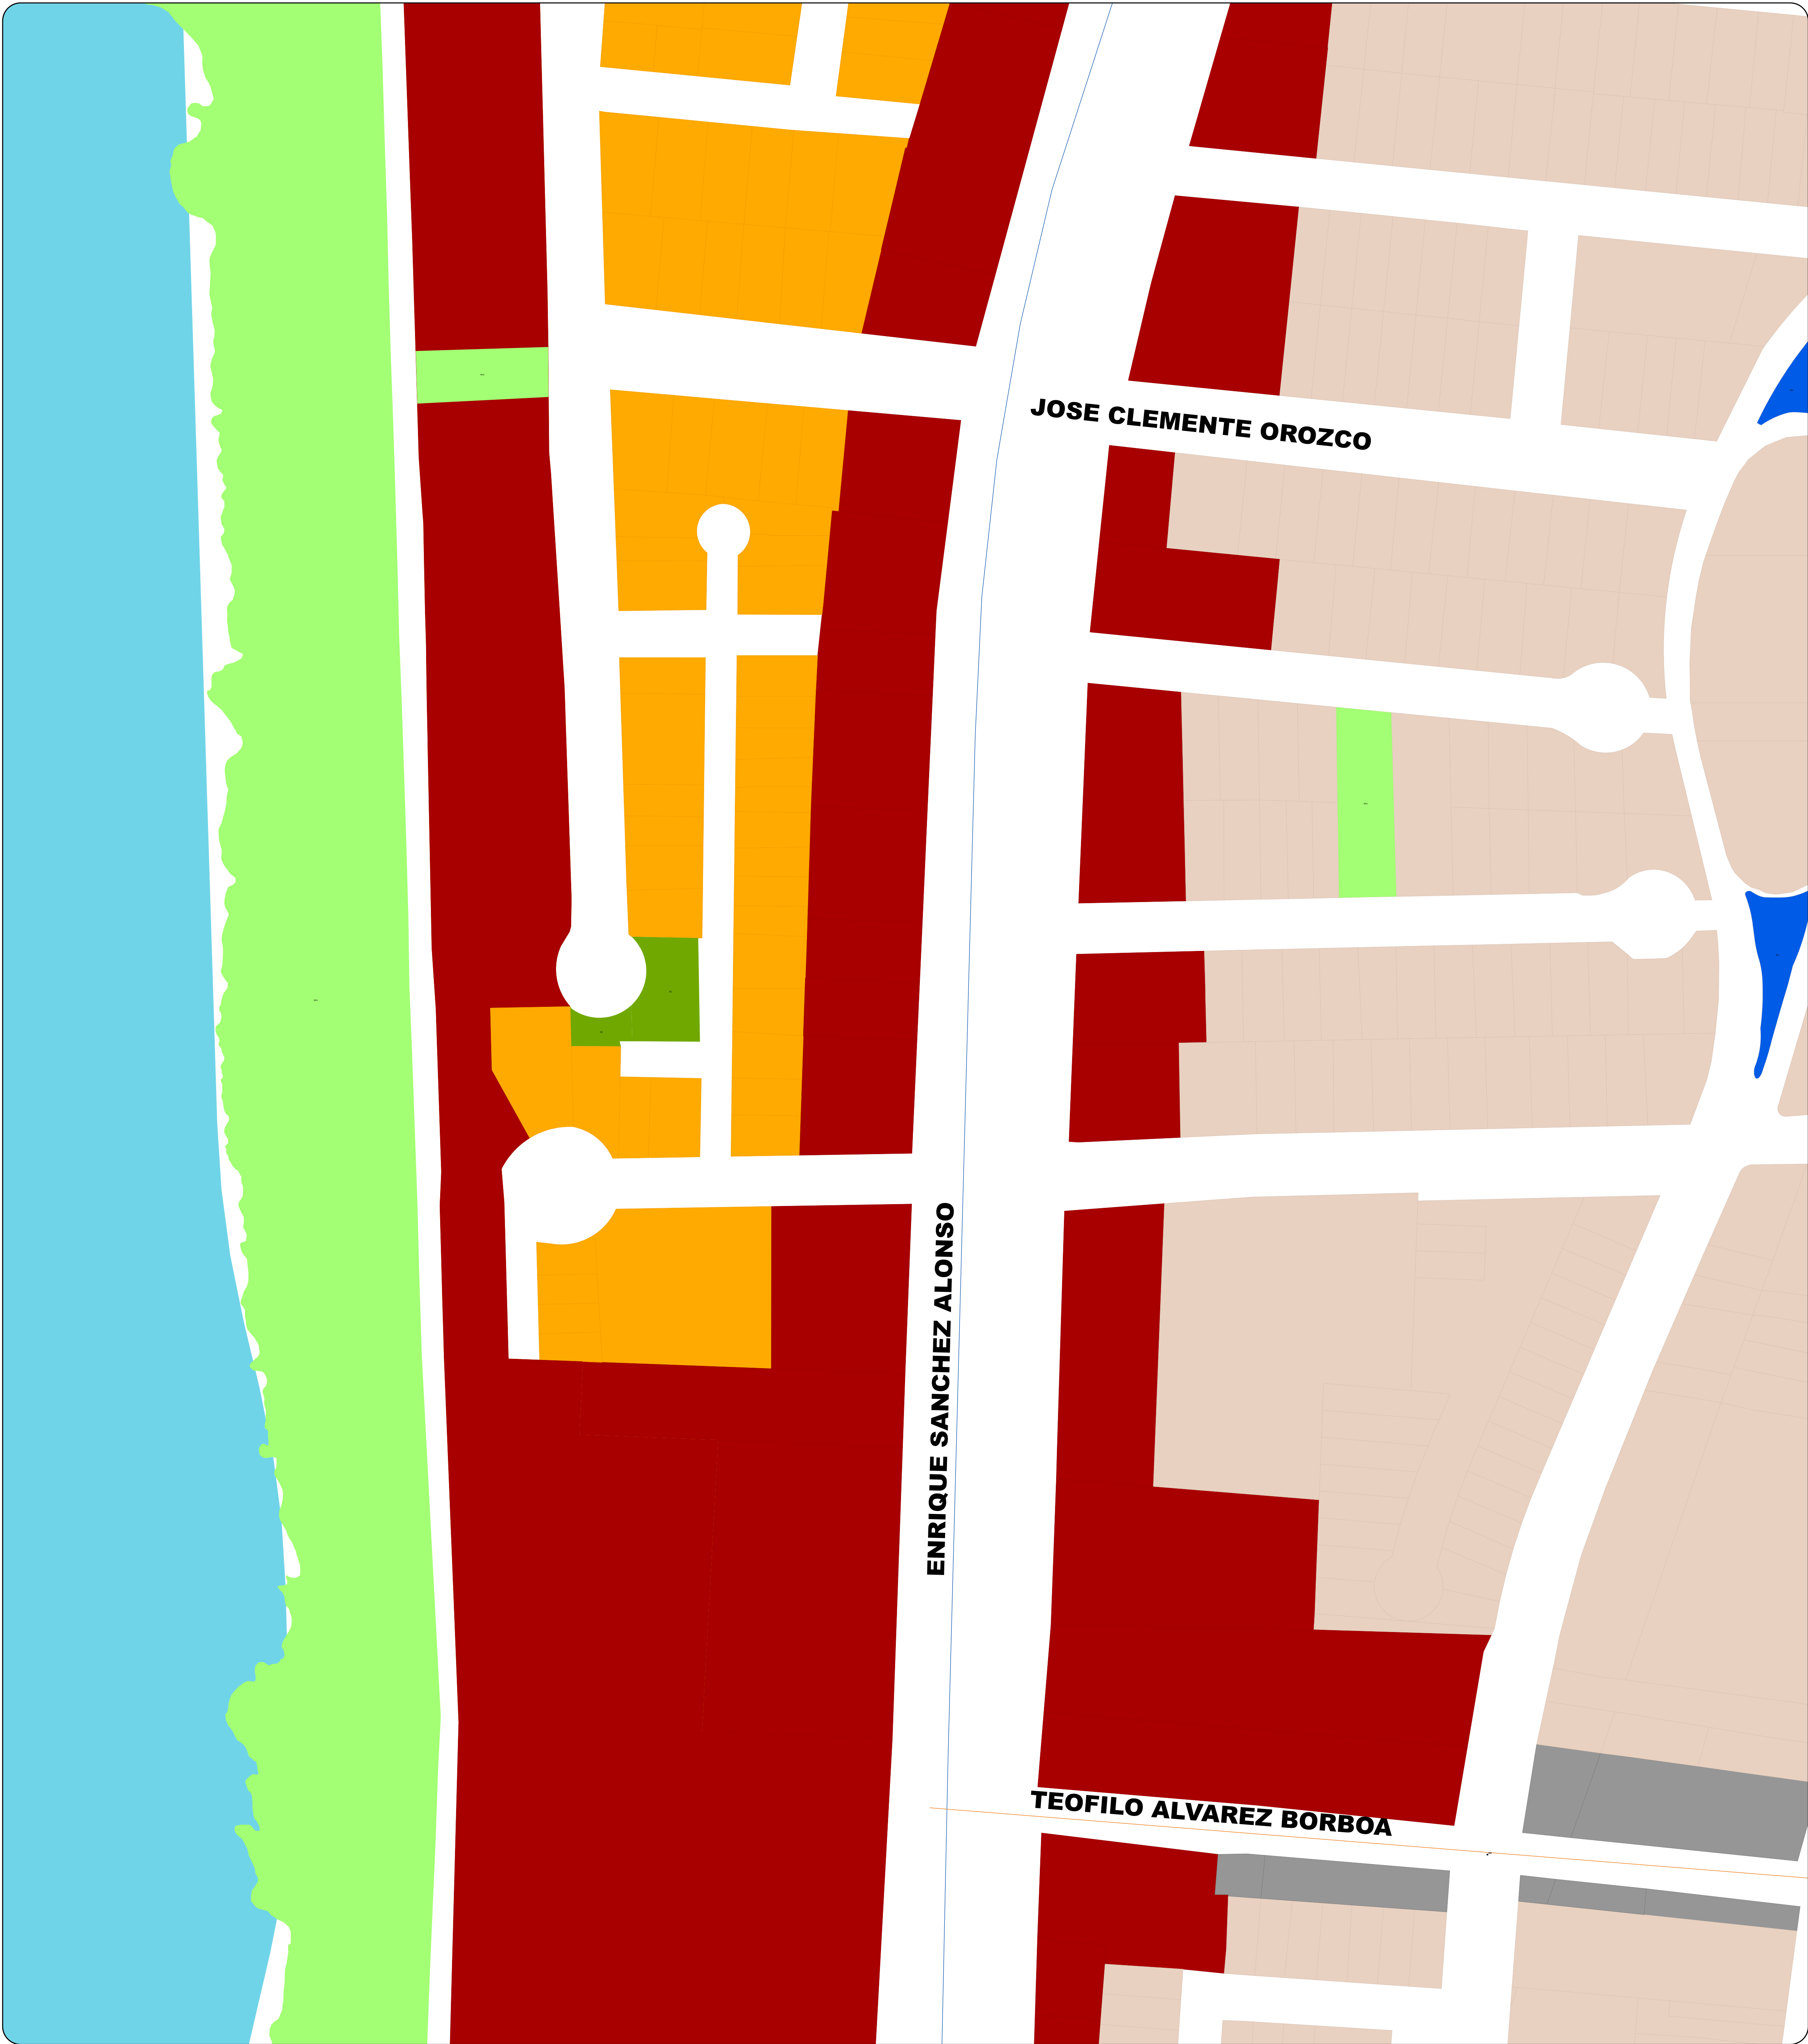 JOSE CLEMENTE OROZCO
ENRIQUE SANCHEZ ALONSO
TEOFILO ALVAREZ BORBOA